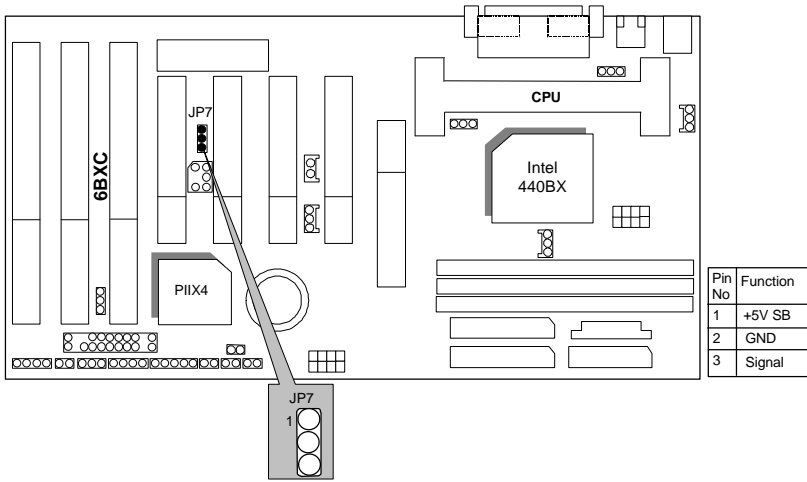 CPU
JP7
6BXC
Intel
440BX
PIIX4
Pin No Function
1 +5V SB
2 GND
3 Signal
JP7
1